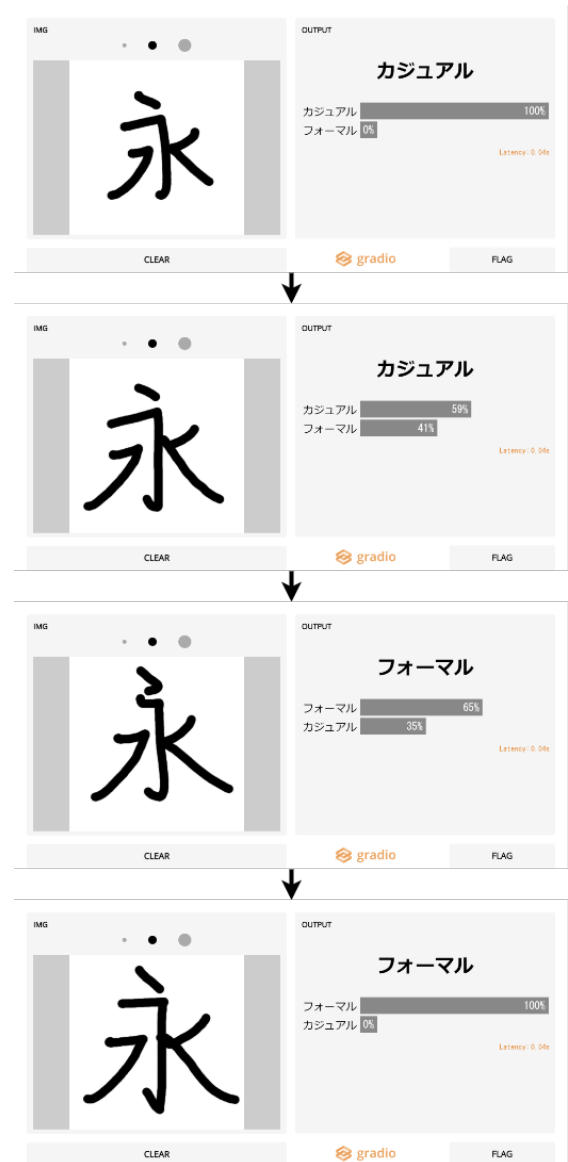 IMG
永
CLEAR
OUTPUT
カジュアル
カジュアル 100%
フォーマル 0%
Latency: 0.04s
gradio
FLAG
IMG
永
CLEAR
OUTPUT
カジュアル
カジュアル 59%
フォーマル 41%
Latency: 0.04s
gradio
FLAG
IMG
永
CLEAR
OUTPUT
フォーマル
フォーマル 65%
カジュアル 35%
Latency: 0.04s
gradio
FLAG
IMG
永
CLEAR
OUTPUT
フォーマル
フォーマル 100%
カジュアル 0%
Latency: 0.04s
gradio
FLAG